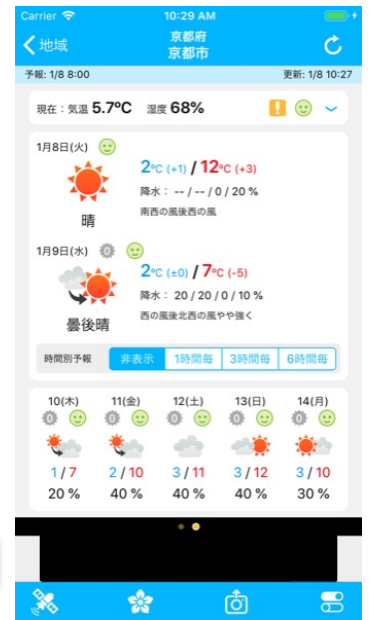 Carrier 10:29 AM
地域
京都府
京都市
予報: 1/8 8:00 更新: 1/8 10:27
現在：気温 5.7℃ 湿度 68%
1月8日(火)
2℃ (+1) / 12℃ (+3)
降水： -- / -- / 0 / 20 %
晴
南西の風後西の風
1月9日(水) 0
2℃ (±0) / 7℃ (-5)
降水： 20 / 20 / 0 / 10 %
曇後晴
西の風後北西の風やや強く
時間別予報 非表示 1時間毎 3時間毎 6時間毎
10(木) 11(金) 12(土) 13(日) 14(月)
0 0 0 0 0
1 / 7 2 / 10 3 / 11 3 / 12 3 / 10
20 % 40 % 40 % 40 % 30 %